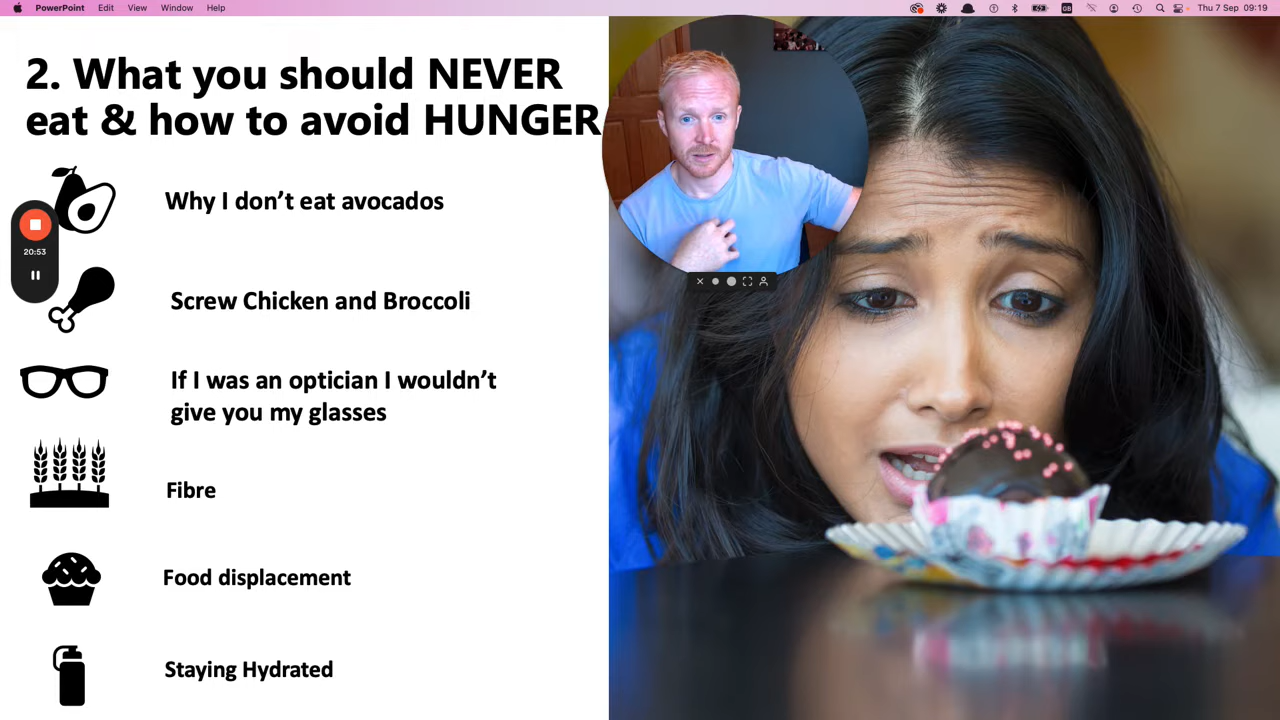 PowerPoint Edit View Window Help
GB
Thu 7 Sep 09:19
2. What you should NEVER
eat & how to avoid HUNGER
Why I don’t eat avocados
20:53
Screw Chicken and Broccoli
If I was an optician I wouldn’t
give you my glasses
Fibre
Food displacement
Staying Hydrated